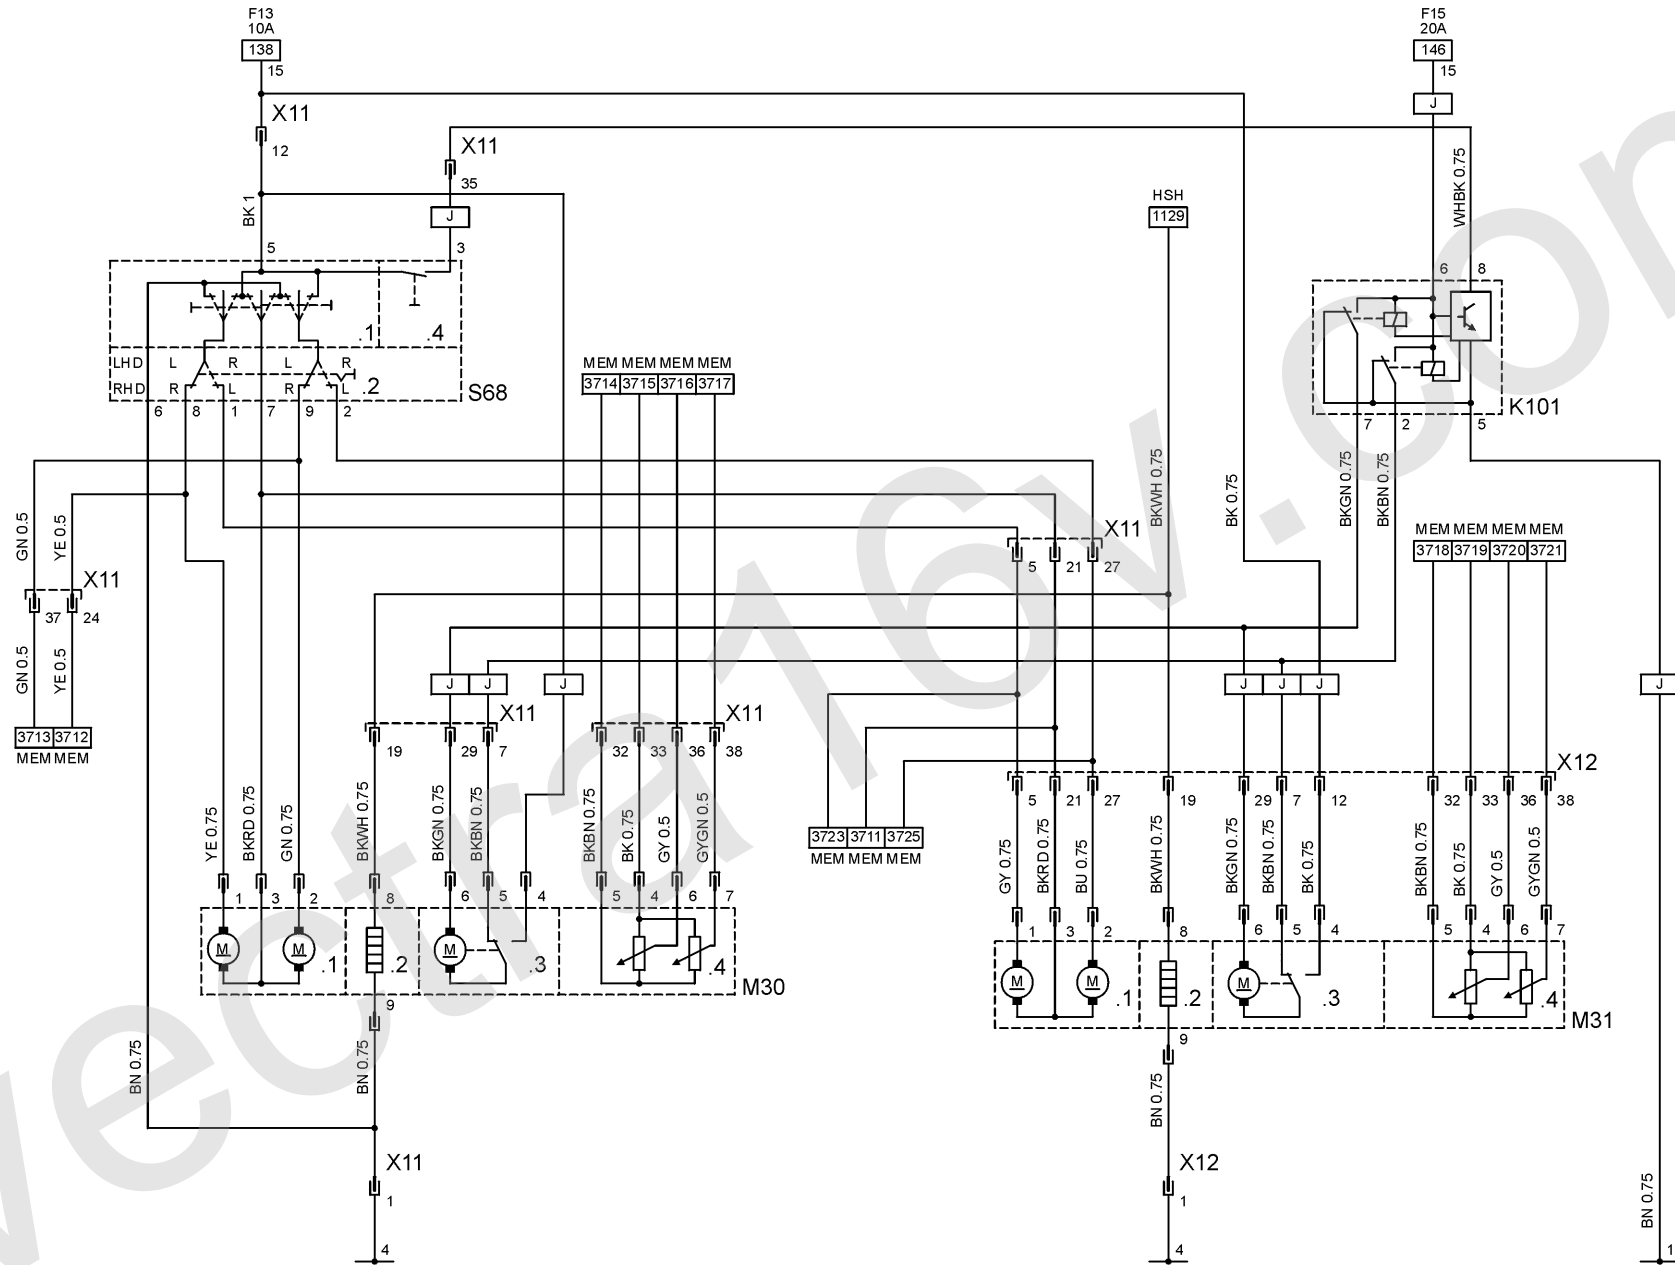 F13
10A
138
15
F15
20A
146
15
J
X11
12
X11
35
J
BK 1
5
3
HSH
1129
WHBK 0.75
6 8
.1 .4
LHD L R L R
RHD R L R L
.2
S68
6 8 1 7 9 2
MEM MEM MEM MEM
3714 3715 3716 3717
K101
7 2 5
GN 0.5
YE 0.5
X11
37 24
GN 0.5
YE 0.5
3713 3712
MEM MEM
BKWH 0.75
BK 0.75
BKGN 0.75
BKBN 0.75
X11
5 21 27
MEM MEM MEM MEM
3718 3719 3720 3721
J J J
J J J
J
X11
19 29 7
X11
32 33 36 38
X12
5 21 27 19 29 7 12 32 33 36 38
3723 3711 3725
MEM MEM MEM
YE 0.75
BKRD 0.75
GN 0.75
BKWH 0.75
BKGN 0.75
BKBN 0.75
BKBN 0.75
BK 0.75
GY 0.5
GYGN 0.5
GY 0.75
BKRD 0.75
BU 0.75
BKWH 0.75
BKGN 0.75
BKBN 0.75
BK 0.75
BKBN 0.75
BK 0.75
GY 0.5
GYGN 0.5
1 3 2 8 6 5 4 5 4 6 7
M M .1 .2 M .3 .4
M30
9
1 3 2 8 6 5 4 5 4 6 7
M M .1 .2 M .3 .4
M31
9
BN 0.75
BN 0.75
BN 0.75
BN 0.75
X11
1
4
X12
1
4
1
vectra16v.com